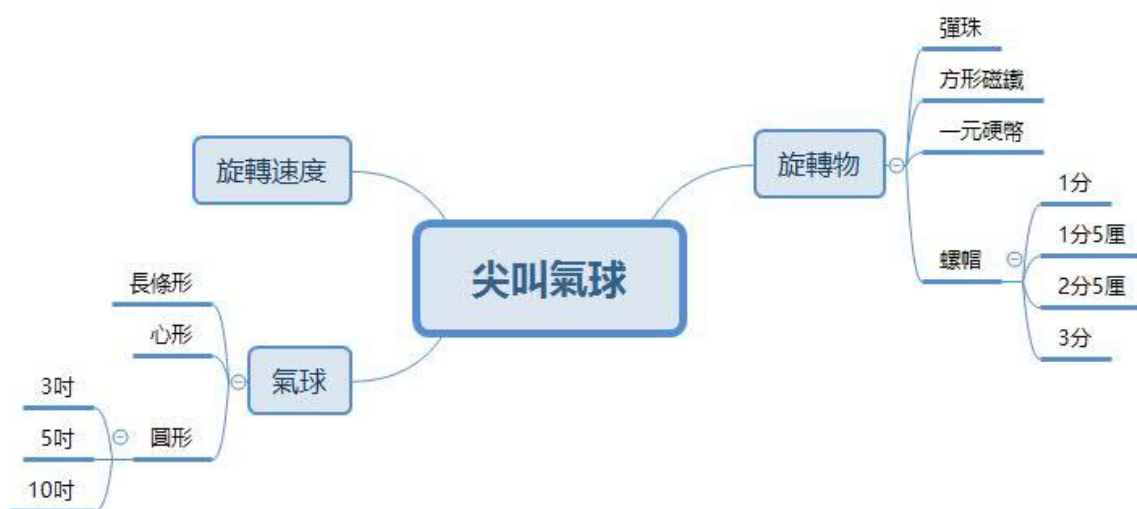 尖叫氣球
旋轉物
彈珠
方形磁鐵
一元硬幣
螺帽
1分
1分5厘
2分5厘
3分
旋轉速度
氣球
長條形
心形
圓形
3吋
5吋
10吋